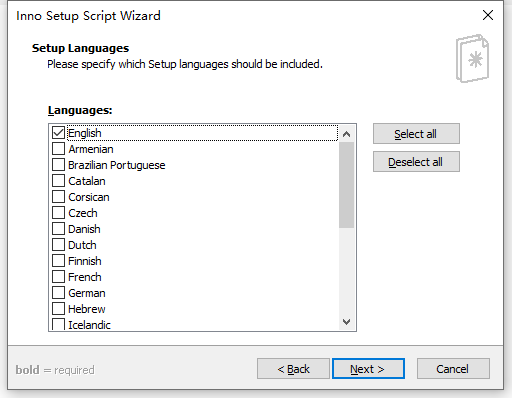 Inno Setup Script Wizard
Setup Languages
Please specify which Setup languages should be included.
Languages:
English
Armenian
Brazilian Portuguese
Catalan
Corsican
Czech
Danish
Dutch
Finnish
French
German
Hebrew
Icelandic
Select all
Deselect all
bold = required
< Back
Next >
Cancel